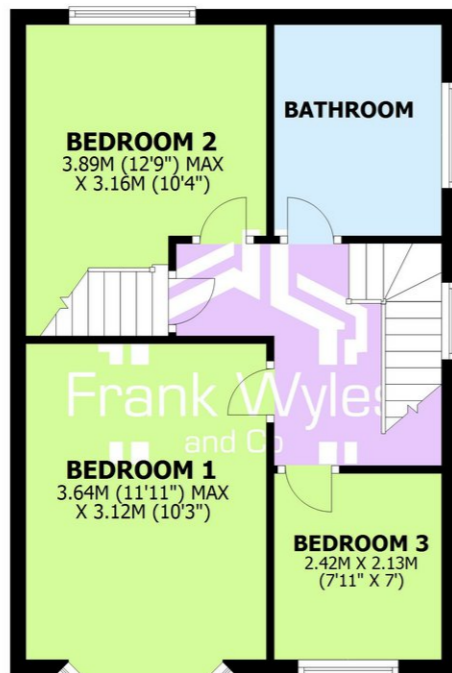 BEDROOM 2
3.89M (12'9") MAX
X 3.16M (10'4")
BATHROOM
Frank Wyles
and Co
BEDROOM 1
3.64M (11'11") MAX
X 3.12M (10'3")
BEDROOM 3
2.42M X 2.13M
(7'11" X 7')